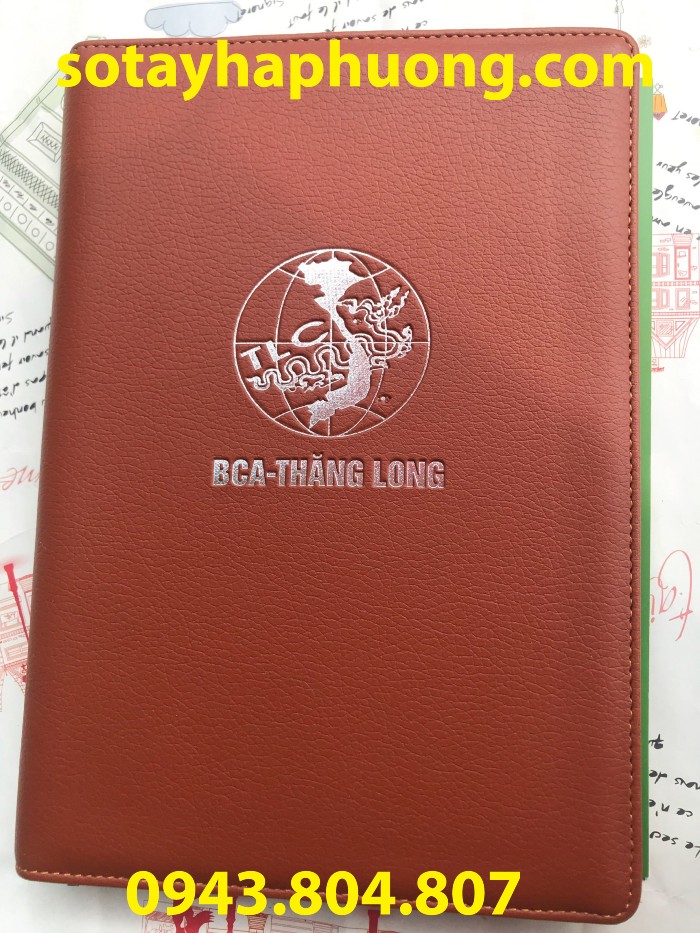 sotayhaphuong.com
TLC
BCA-THĂNG LONG
0943.804.807